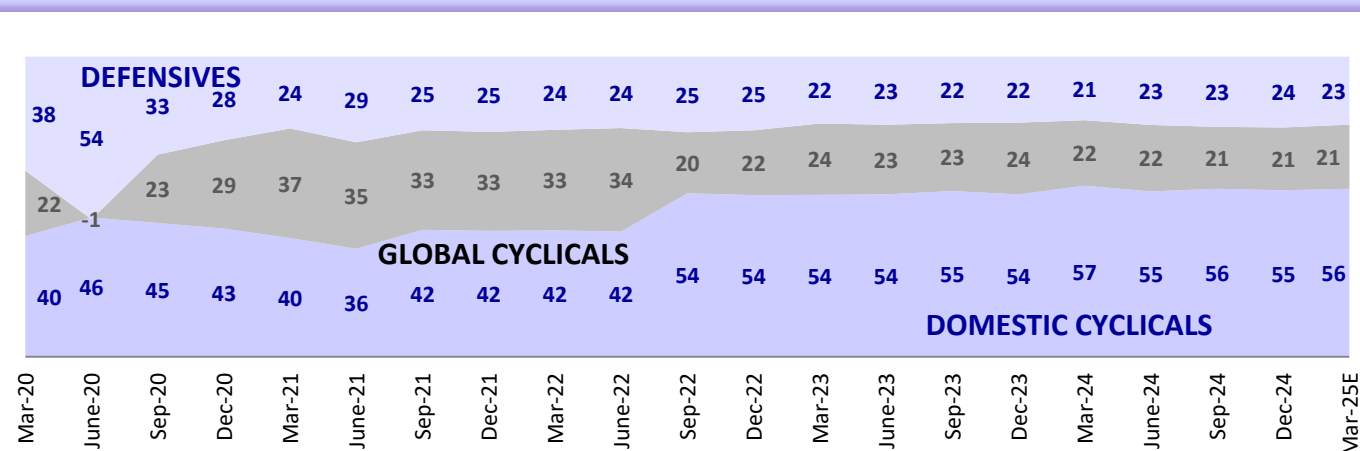 DEFENSIVES
38 54 33 28 24 29 25 25 24 24 25 25 22 23 22 22 21 23 23 24 23
22 -1 23 29 37 35 33 33 33 34 20 22 24 23 23 24 22 22 21 21 21
GLOBAL CYCLICALS
40 46 45 43 40 36 42 42 42 42 54 54 54 54 55 54 57 55 56 55 56
DOMESTIC CYCLICALS
Mar-20
June-20
Sep-20
Dec-20
Mar-21
June-21
Sep-21
Dec-21
Mar-22
June-22
Sep-22
Dec-22
Mar-23
June-23
Sep-23
Dec-23
Mar-24
June-24
Sep-24
Dec-24
Mar-25E